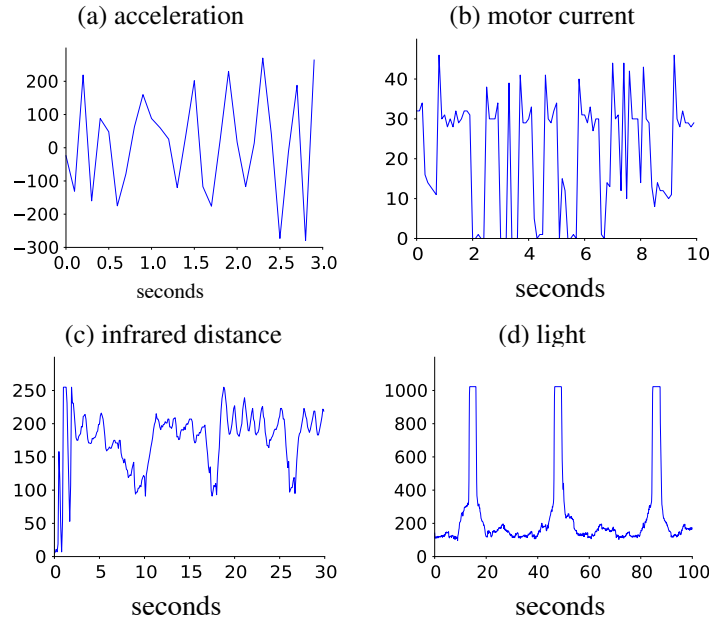 (a) acceleration
200
100
0
−100
−200
−300
0.0 0.5 1.0 1.5 2.0 2.5 3.0
seconds
(b) motor current
40
30
20
10
0
0 2 4 6 8 10
seconds
(c) infrared distance
250
200
150
100
50
0
0 5 10 15 20 25 30
seconds
(d) light
1000
800
600
400
200
0
0 20 40 60 80 100
seconds